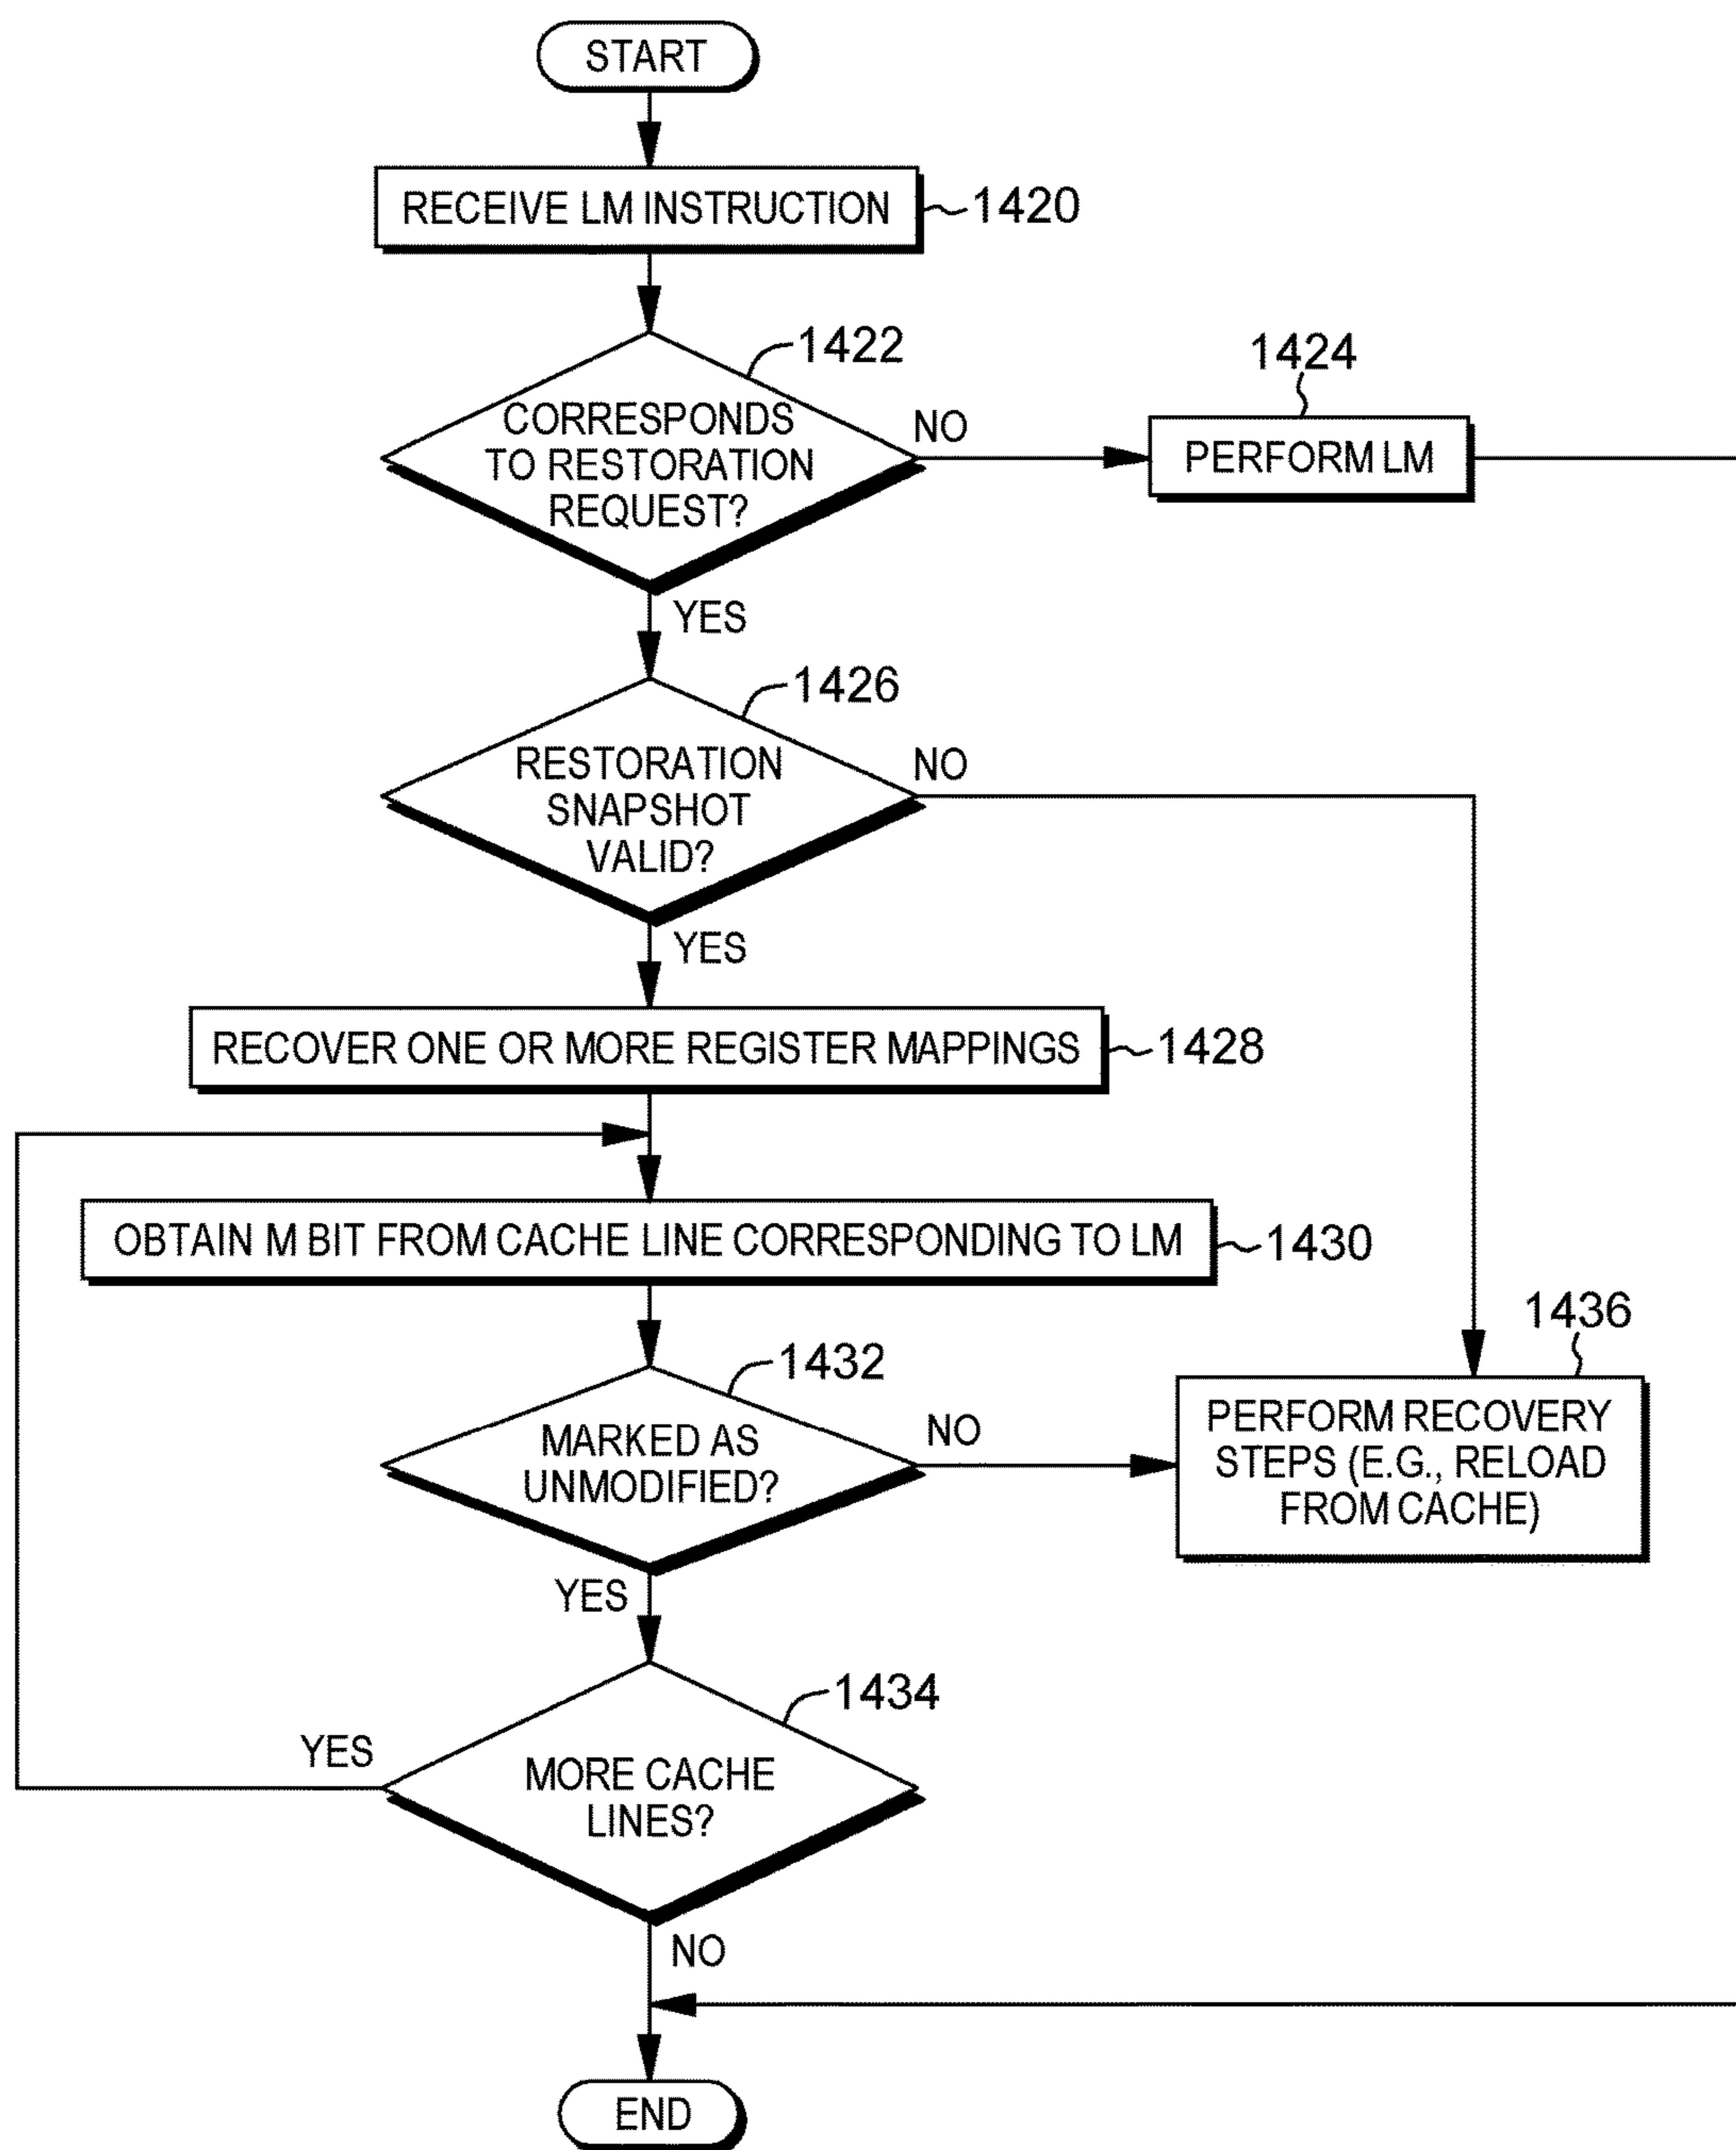 START
RECEIVE LM INSTRUCTION
1420
1422
CORRESPONDS
TO RESTORATION
REQUEST?
NO
1424
PERFORM LM
YES
1426
RESTORATION
SNAPSHOT
VALID?
NO
YES
RECOVER ONE OR MORE REGISTER MAPPINGS
1428
OBTAIN M BIT FROM CACHE LINE CORRESPONDING TO LM
1430
1432
MARKED AS
UNMODIFIED?
NO
1436
PERFORM RECOVERY
STEPS (E.G., RELOAD
FROM CACHE)
YES
1434
MORE CACHE
LINES?
YES
NO
END